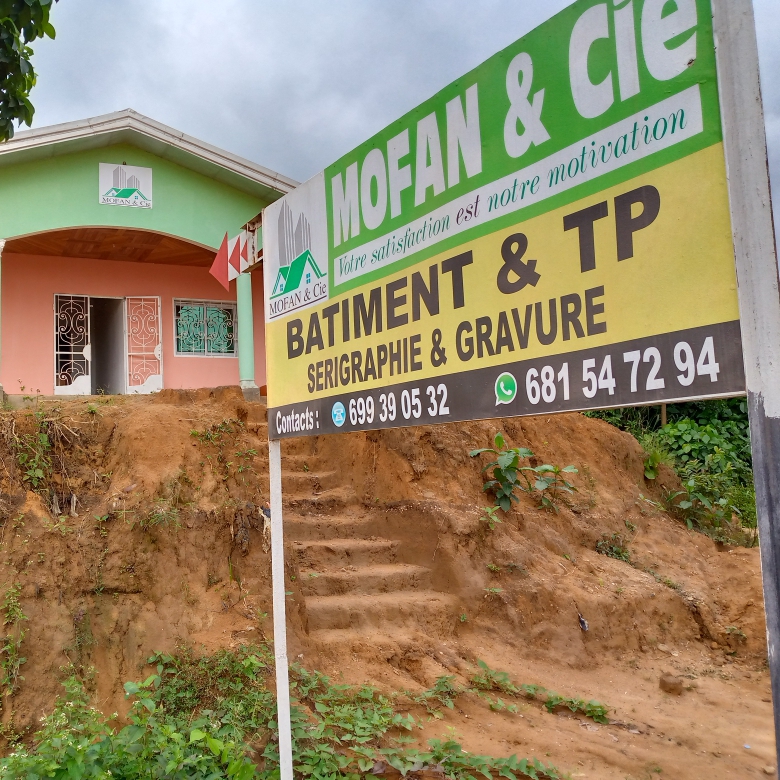 MOFAN & Cie
MOFAN & Cie
Votre satisfaction est notre motivation
MOFAN & Cie
BATIMENT & TP
SERIGRAPHIE & GRAVURE
Contacts : 699 39 05 32 681 54 72 94